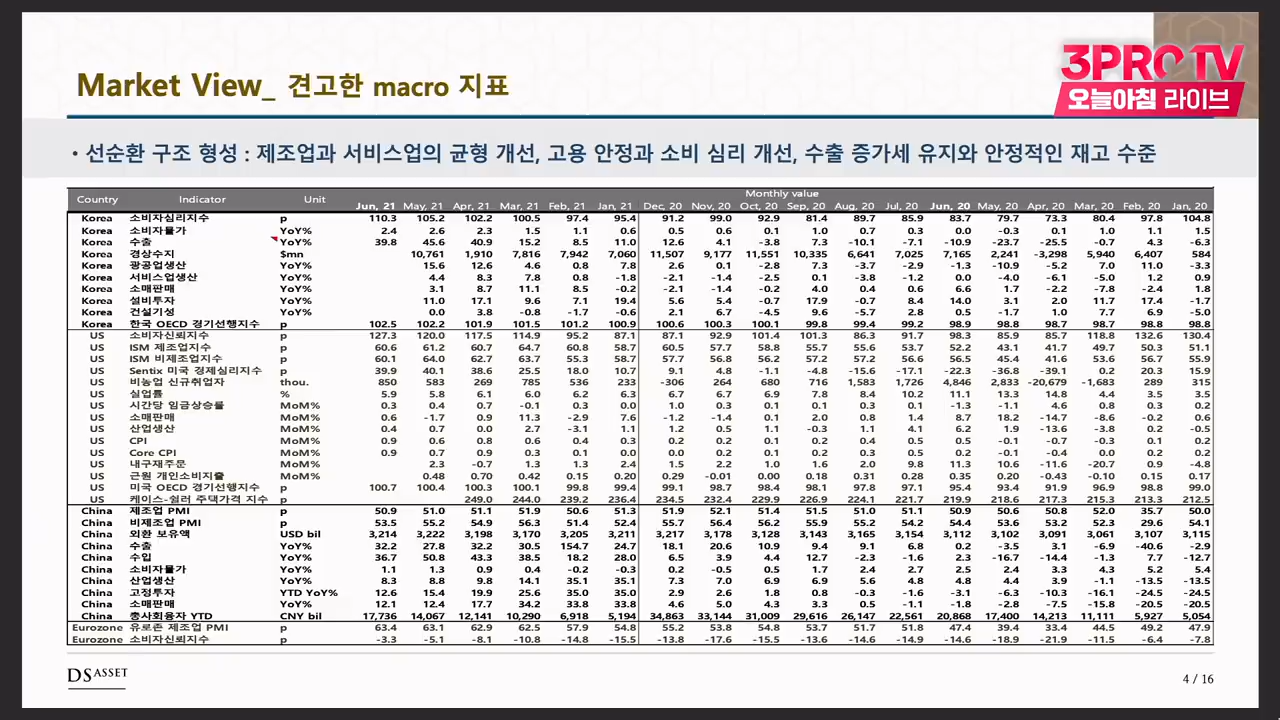 3PRO TV
오늘아침 라이브
Market View_ 견고한 macro 지표
• 선순환 구조 형성 : 제조업과 서비스업의 균형 개선, 고용 안정과 소비 심리 개선, 수출 증가세 유지와 안정적인 재고 수준
Monthly value
Country Indicator Unit Jun, 21 May, 21 Apr, 21 Mar, 21 Feb, 21 Jan, 21 Dec, 20 Nov, 20 Oct, 20 Sep, 20 Aug, 20 Jul, 20 Jun, 20 May, 20 Apr, 20 Mar, 20 Feb, 20 Jan, 20
Korea 소비자심리지수 p 110.3 105.2 102.2 100.5 97.4 95.4 91.2 99.0 92.9 81.4 89.7 85.9 83.7 79.7 73.3 80.4 97.8 104.8
Korea 소비자물가 YoY% 2.4 2.6 2.3 1.5 1.1 0.6 0.5 0.6 0.1 1.0 0.7 0.3 0.0 -0.3 0.1 1.0 1.1 1.5
Korea 수출 YoY% 39.8 45.6 40.9 15.2 8.5 11.0 12.6 4.1 -3.8 7.3 -10.1 -7.1 -10.9 -23.7 -25.5 -0.7 4.3 -6.3
Korea 경상수지 $mn 10,761 1,910 7,816 7,942 7,060 11,507 9,177 11,551 10,335 6,641 7,025 7,165 2,241 -3,298 5,940 6,407 584
Korea 광공업생산 YoY% 15.6 12.6 4.6 0.8 7.8 2.6 0.1 -2.8 7.3 -3.7 -2.9 -1.3 -10.9 -5.2 7.0 11.0 -3.3
Korea 서비스업생산 YoY% 4.4 8.3 7.8 0.8 -1.8 -2.1 -1.4 -2.5 0.1 -3.8 -1.2 0.0 -4.0 -6.1 -5.0 1.2 0.9
Korea 소매판매 YoY% 3.1 8.7 11.1 8.5 -0.2 -2.1 -1.4 -0.2 4.0 0.4 0.6 6.6 1.7 -2.2 -7.8 -2.4 1.8
Korea 설비투자 YoY% 11.0 17.1 9.6 7.1 19.4 5.6 5.4 -0.7 17.9 -0.7 8.4 14.0 3.1 2.0 11.7 17.4 -1.7
Korea 건설기성 YoY% 0.0 3.8 -0.8 -1.7 -0.6 2.1 6.7 -4.5 9.6 -5.7 2.8 0.5 -1.7 1.0 7.7 6.9 -5.0
Korea 한국 OECD 경기선행지수 p 102.5 102.2 101.9 101.5 101.2 100.9 100.6 100.3 100.1 99.8 99.4 99.2 98.9 98.8 98.7 98.7 98.8 98.8
US 소비자신뢰지수 p 127.3 120.0 117.5 114.9 95.2 87.1 87.1 92.9 101.4 101.3 86.3 91.7 98.3 85.9 85.7 118.8 132.6 130.4
US ISM 제조업지수 p 60.6 61.2 60.7 64.7 60.8 58.7 60.5 57.7 58.8 55.7 55.6 53.7 52.2 43.1 41.7 49.7 50.3 51.1
US ISM 비제조업지수 p 60.1 64.0 62.7 63.7 55.3 58.7 57.7 56.8 56.2 57.2 57.2 56.6 56.5 45.4 41.6 53.6 56.7 55.9
US Sentix 미국 경제심리지수 p 39.9 40.1 38.6 25.5 18.0 10.7 9.1 4.8 -1.1 -4.8 -15.6 -17.1 -22.3 -36.8 -39.1 0.2 20.3 15.9
US 비농업 신규취업자 thou. 850 583 269 785 536 233 -306 264 680 716 1,583 1,726 4,846 2,833 -20,679 -1,683 289 315
US 실업률 % 5.9 5.8 6.1 6.0 6.2 6.3 6.7 6.7 6.9 7.8 8.4 10.2 11.1 13.3 14.8 4.4 3.5 3.5
US 시간당 임금상승률 MoM% 0.3 0.4 0.7 -0.1 0.3 0.0 1.0 0.3 0.1 0.1 0.3 0.1 -1.3 -1.1 4.6 0.8 0.3 0.2
US 소매판매 MoM% 0.6 -1.7 0.9 11.3 -2.9 7.6 -1.2 -1.4 0.1 2.0 0.8 1.4 8.7 18.2 -14.7 -8.6 -0.2 0.6
US 산업생산 MoM% 0.4 0.7 0.0 2.7 -3.1 1.1 1.2 0.5 1.1 -0.3 1.1 4.1 6.2 1.9 -13.6 -3.8 0.2 -0.5
US CPI MoM% 0.9 0.6 0.8 0.6 0.4 0.3 0.2 0.2 0.1 0.2 0.4 0.5 0.5 -0.1 -0.7 -0.3 0.1 0.2
US Core CPI MoM% 0.9 0.7 0.9 0.3 0.1 0.0 0.0 0.2 0.1 0.2 0.3 0.5 0.2 -0.1 -0.4 0.0 0.2 0.2
US 내구재주문 MoM% 2.3 -0.7 1.3 1.3 2.4 1.5 2.2 1.0 1.6 2.0 9.8 11.3 10.6 -11.6 -20.7 0.9 -4.8
US 근원 개인소비지출 MoM% 0.48 0.70 0.42 0.15 0.20 0.29 -0.01 0.00 0.18 0.31 0.28 0.35 0.20 -0.43 -0.10 0.15 0.17
US 미국 OECD 경기선행지수 p 100.7 100.4 100.3 100.1 99.8 99.4 99.1 98.7 98.4 98.1 97.8 97.1 95.4 93.4 91.9 96.9 98.8 99.0
US 케이스-쉴러 주택가격 지수 p 249.0 244.0 239.2 236.4 234.5 232.4 229.9 226.9 224.1 221.7 219.9 218.6 217.3 215.3 213.3 212.5
China 제조업 PMI p 50.9 51.0 51.1 51.9 50.6 51.3 51.9 52.1 51.4 51.5 51.0 51.1 50.9 50.6 50.8 52.0 35.7 50.0
China 비제조업 PMI p 53.5 55.2 54.9 56.3 51.4 52.4 55.7 56.4 56.2 55.9 55.2 54.2 54.4 53.6 53.2 52.3 29.6 54.1
China 외환 보유액 USD bil 3,214 3,222 3,198 3,170 3,205 3,211 3,217 3,178 3,128 3,143 3,165 3,154 3,112 3,102 3,091 3,061 3,107 3,115
China 수출 YoY% 32.2 27.8 32.2 30.5 154.7 24.7 18.1 20.6 10.9 9.4 9.1 6.8 0.2 -3.5 3.1 -6.9 -40.6 -2.9
China 수입 YoY% 36.7 50.8 43.3 38.5 18.2 28.0 6.5 3.9 4.4 12.7 -2.3 -1.6 2.3 -16.7 -14.4 -1.3 7.7 -12.7
China 소비자물가 YoY% 1.1 1.3 0.9 0.4 -0.2 -0.3 0.2 -0.5 0.5 1.7 2.4 2.7 2.5 2.4 3.3 4.3 5.2 5.4
China 산업생산 YoY% 8.3 8.8 9.8 14.1 35.1 35.1 7.3 7.0 6.9 6.9 5.6 4.8 4.8 4.4 3.9 -1.1 -13.5 -13.5
China 고정투자 YTD YoY% 12.6 15.4 19.9 25.6 35.0 35.0 2.9 2.6 1.8 0.8 -0.3 -1.6 -3.1 -6.3 -10.3 -16.1 -24.5 -24.5
China 소매판매 YoY% 12.1 12.4 17.7 34.2 33.8 33.8 4.6 5.0 4.3 3.3 0.5 -1.1 -1.8 -2.8 -7.5 -15.8 -20.5 -20.5
China 총사회융자 YTD CNY bil 17,736 14,067 12,141 10,290 6,918 5,194 34,863 33,144 31,009 29,616 26,147 22,561 20,868 17,400 14,213 11,111 5,927 5,054
Eurozone 유로존 제조업 PMI p 63.4 63.1 62.9 62.5 57.9 54.8 55.2 53.8 54.8 53.7 51.7 51.8 47.4 39.4 33.4 44.5 49.2 47.9
Eurozone 소비자신뢰지수 p -3.3 -5.1 -8.1 -10.8 -14.8 -15.5 -13.8 -17.6 -15.5 -13.6 -14.6 -14.9 -14.6 -18.9 -21.9 -11.5 -6.4 -7.8
DS ASSET
4 / 16